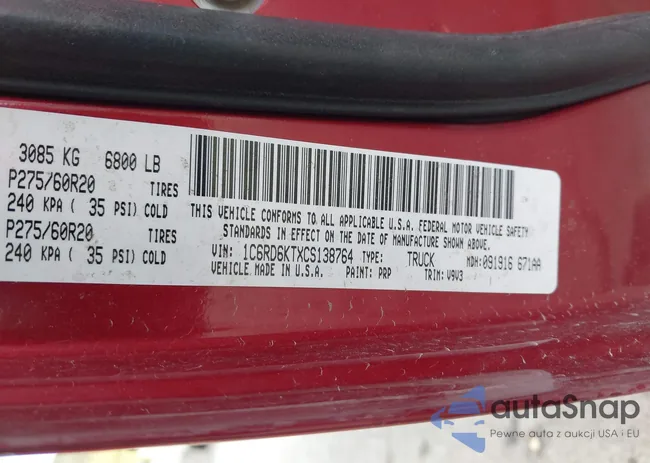 3085 KG 6800 LB
P275/60R20 TIRES
240 KPA ( 35 PSI) COLD
P275/60R20 TIRES
240 KPA ( 35 PSI) COLD
THIS VEHICLE CONFORMS TO ALL APPLICABLE U.S.A. FEDERAL MOTOR VEHICLE SAFETY
STANDARDS IN EFFECT ON THE DATE OF MANUFACTURE SHOWN ABOVE.
VIN: 1C6RD6KTXCS138764 TYPE: TRUCK MDH: 091916 671AA
VEHICLE MADE IN U.S.A. PAINT: PRP TRIM: V9V3
autaSnap
Pewne auta z aukcji USA i EU